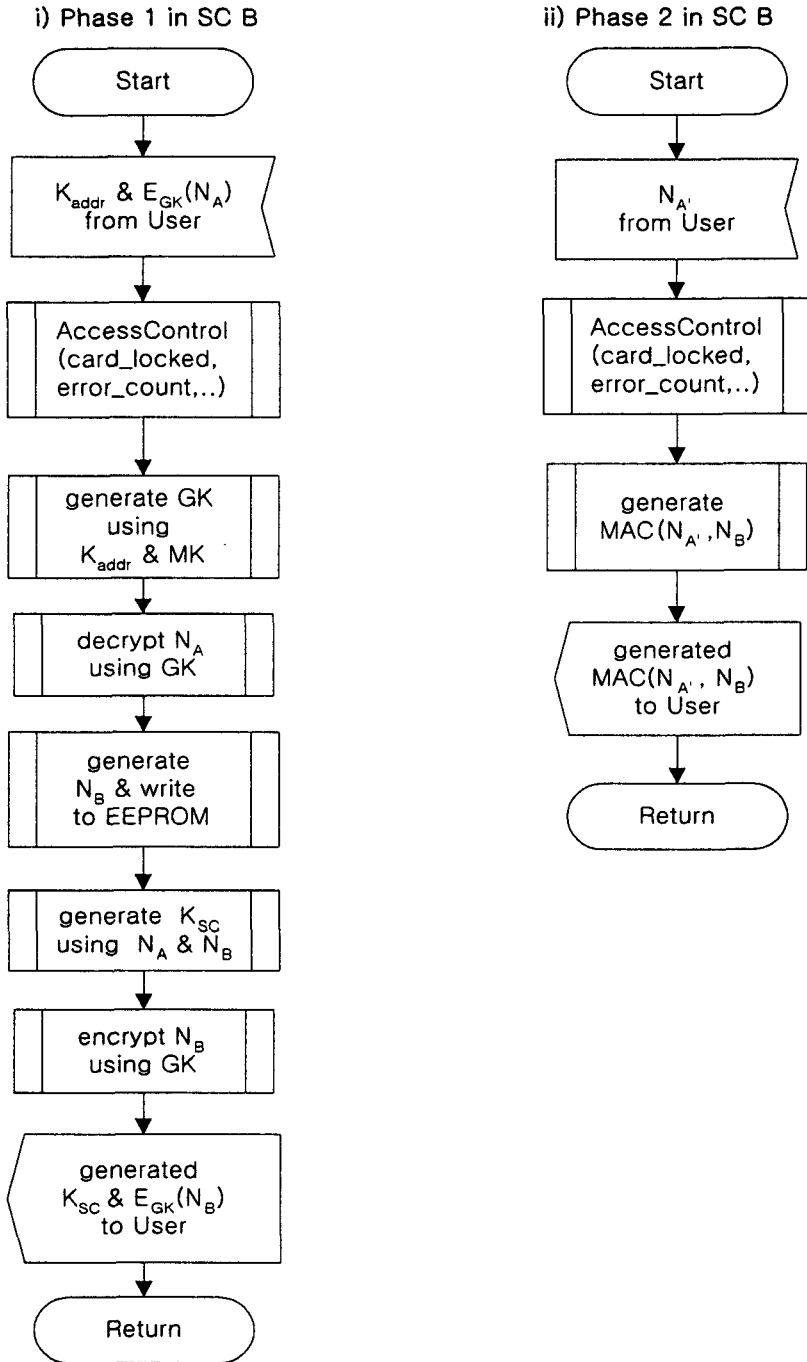 i) Phase 1 in SC B
Start
K_addr & E_GK(N_A)
from User
AccessControl
(card_locked,
error_count,..)
generate GK
using
K_addr & MK
decrypt N_A
using GK
generate
N_B & write
to EEPROM
generate K_SC
using N_A & N_B
encrypt N_B
using GK
generated
K_SC & E_GK(N_B)
to User
Return
ii) Phase 2 in SC B
Start
N_A'
from User
AccessControl
(card_locked,
error_count,..)
generate
MAC(N_A' ,N_B)
generated
MAC(N_A' , N_B)
to User
Return